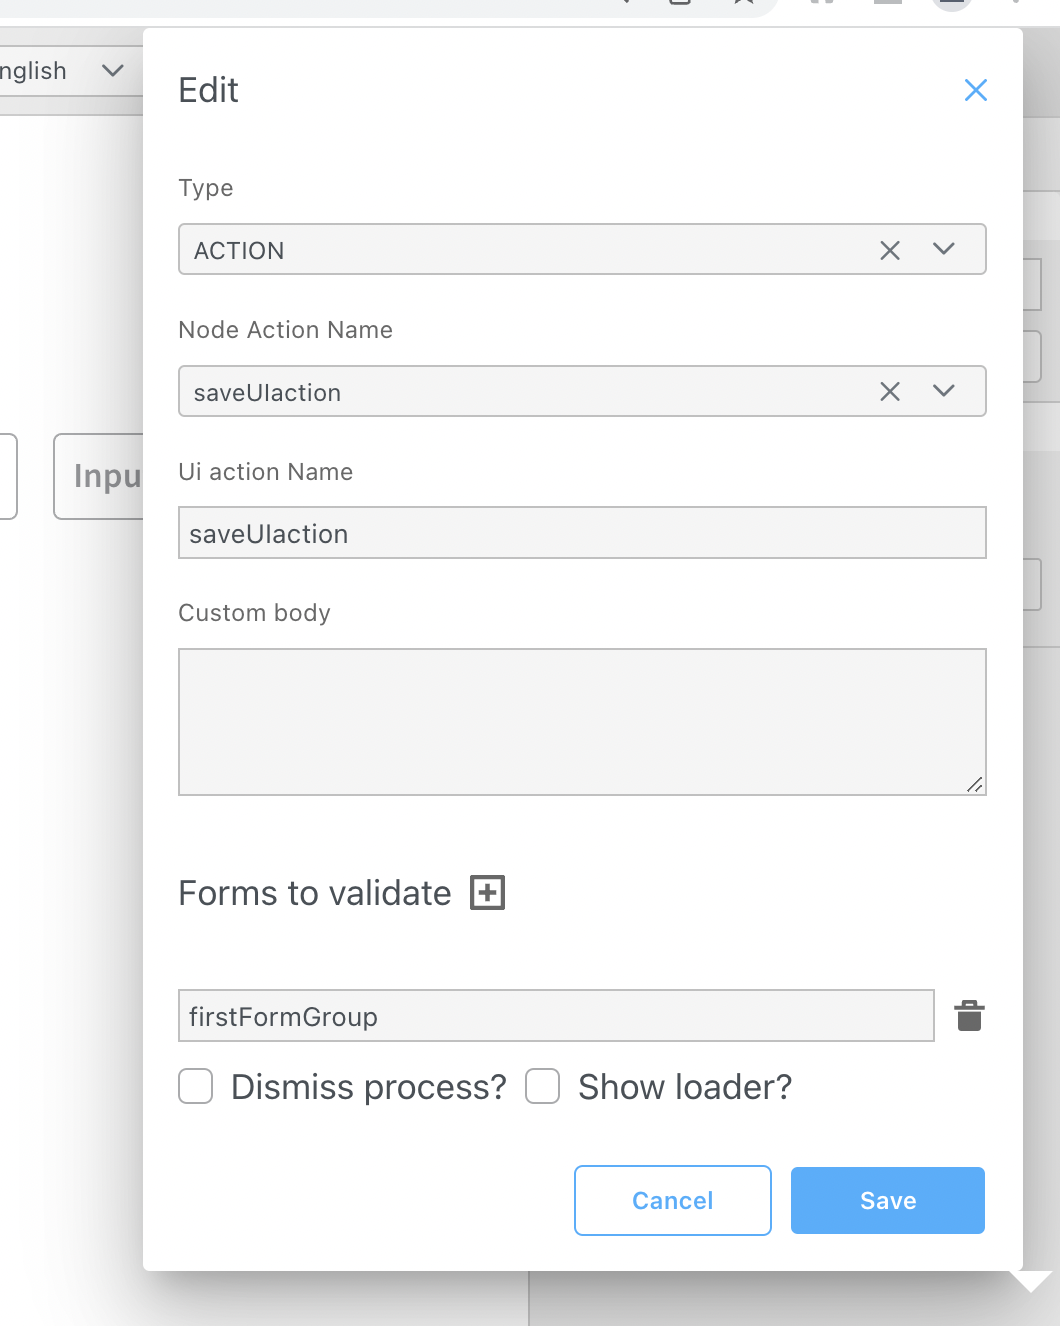 nglish
Edit
Type
ACTION
Node Action Name
saveUIaction
Inpu
Ui action Name
saveUIaction
Custom body
Forms to validate
firstFormGroup
Dismiss process? Show loader?
Cancel Save